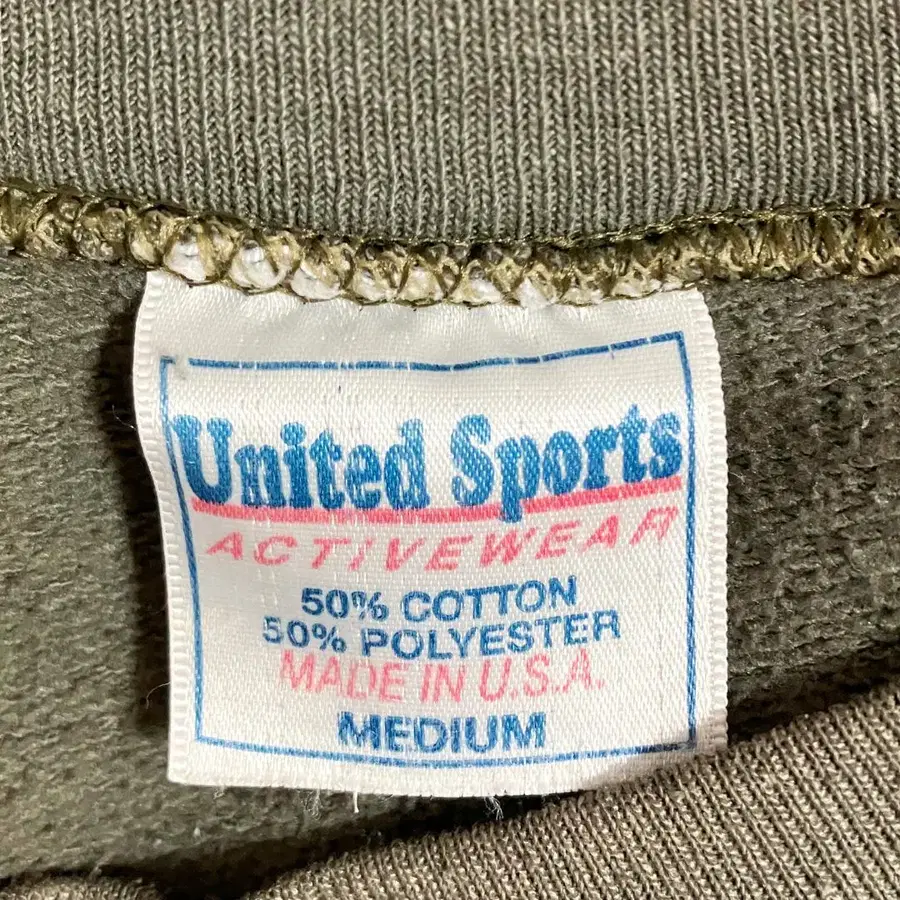 United Sports
ACTIVEWEAR
50% COTTON
50% POLYESTER
MADE IN U.S.A.
MEDIUM